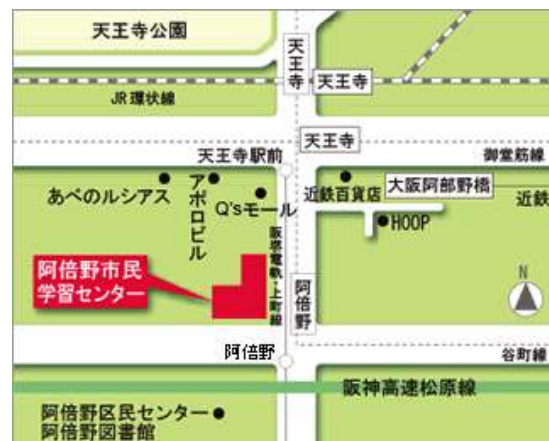 天王寺公園
天王寺
天王寺
JR環状線
天王寺
天王寺駅前
御堂筋線
あべのルシアス
アポロビル
Q'sモール
近鉄百貨店
大阪阿部野橋
近鉄
HOOP
阪堺電軌・上町線
阿倍野市民
学習センター
阿倍野
N
阿倍野
谷町線
阪神高速松原線
阿倍野区民センター
阿倍野図書館